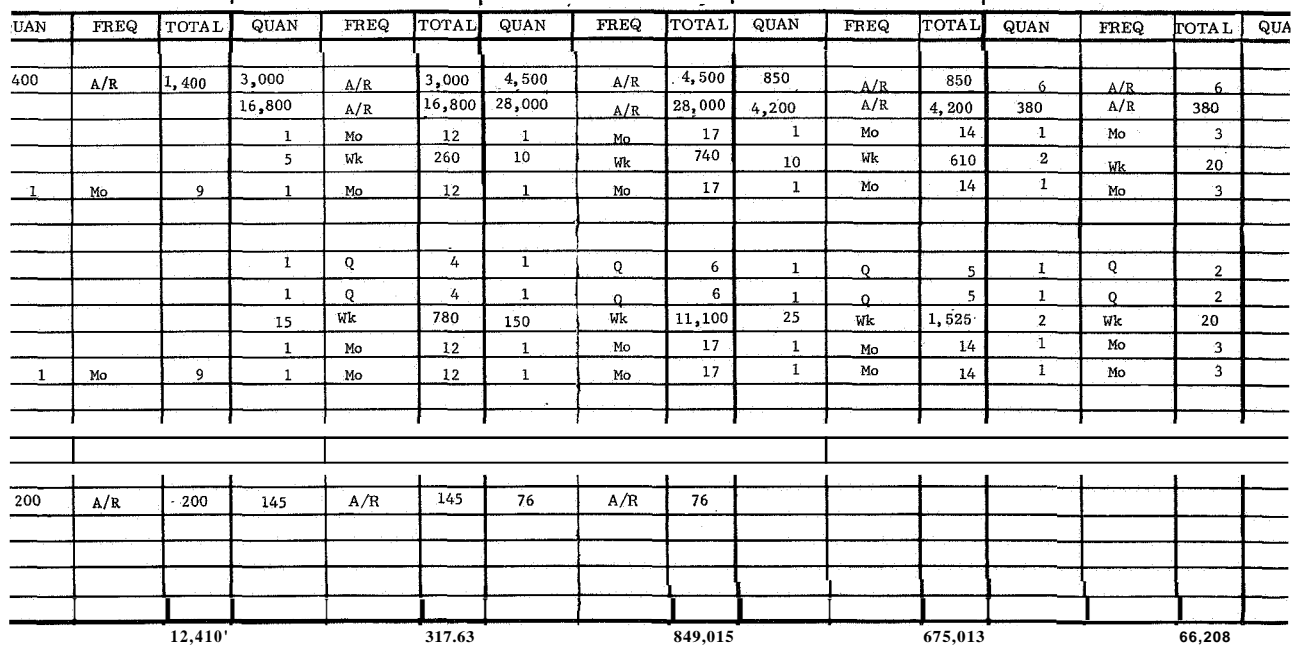 UAN FREQ TOTAL QUAN FREQ TOTAL QUAN FREQ TOTAL QUAN FREQ TOTAL QUAN FREQ TOTAL QUA
400 A/R 1,400 3,000 A/R 3,000 4,500 A/R 4,500 850 A/R 850 6 A/R 6
16,800 A/R 16,800 28,000 A/R 28,000 4,200 A/R 4,200 380 A/R 380
1 Mo 12 1 Mo 17 1 Mo 14 1 Mo 3
5 Wk 260 10 Wk 740 10 Wk 610 2 Wk 20
1 Mo 9 1 Mo 12 1 Mo 17 1 Mo 14 1 Mo 3
1 Q 4 1 Q 6 1 Q 5 1 Q 2
1 Q 4 1 Q 6 1 Q 5 1 Q 2
15 Wk 780 150 Wk 11,100 25 Wk 1,525 2 Wk 20
1 Mo 12 1 Mo 17 1 Mo 14 1 Mo 3
1 Mo 9 1 Mo 12 1 Mo 17 1 Mo 14 1 Mo 3
200 A/R 200 145 A/R 145 76 A/R 76
12,410' 317.63 849,015 675,013 66,208